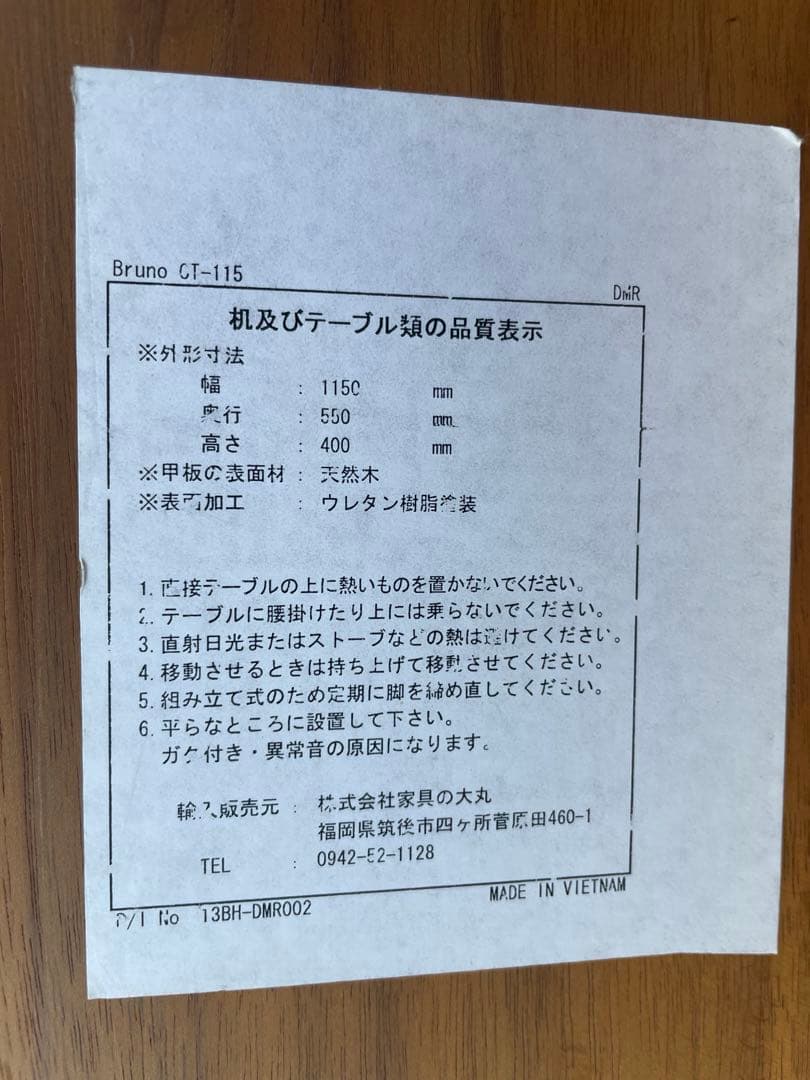 Bruno CT-115
DMR
机及びテーブル類の品質表示
※外形寸法
幅 : 1150 mm
奥行 : 550 mm
高さ : 400 mm
※甲板の表面材 : 天然木
※表面加工 : ウレタン樹脂塗装
1. 直接テーブルの上に熱いものを置かないでください。
2. テーブルに腰掛けたり上には乗らないでください。
3. 直射日光またはストーブなどの熱は避けてください。
4. 移動させるときは持ち上げて移動させてください。
5. 組み立て式のため定期に脚を締め直してください。
6. 平らなところに設置して下さい。
ガタ付き・異常音の原因になります。
輸入販売元 : 株式会社家具の大丸
福岡県筑後市四ヶ所菅原田460-1
TEL : 0942-52-1128
MADE IN VIETNAM
P/I No 13BH-DMR002